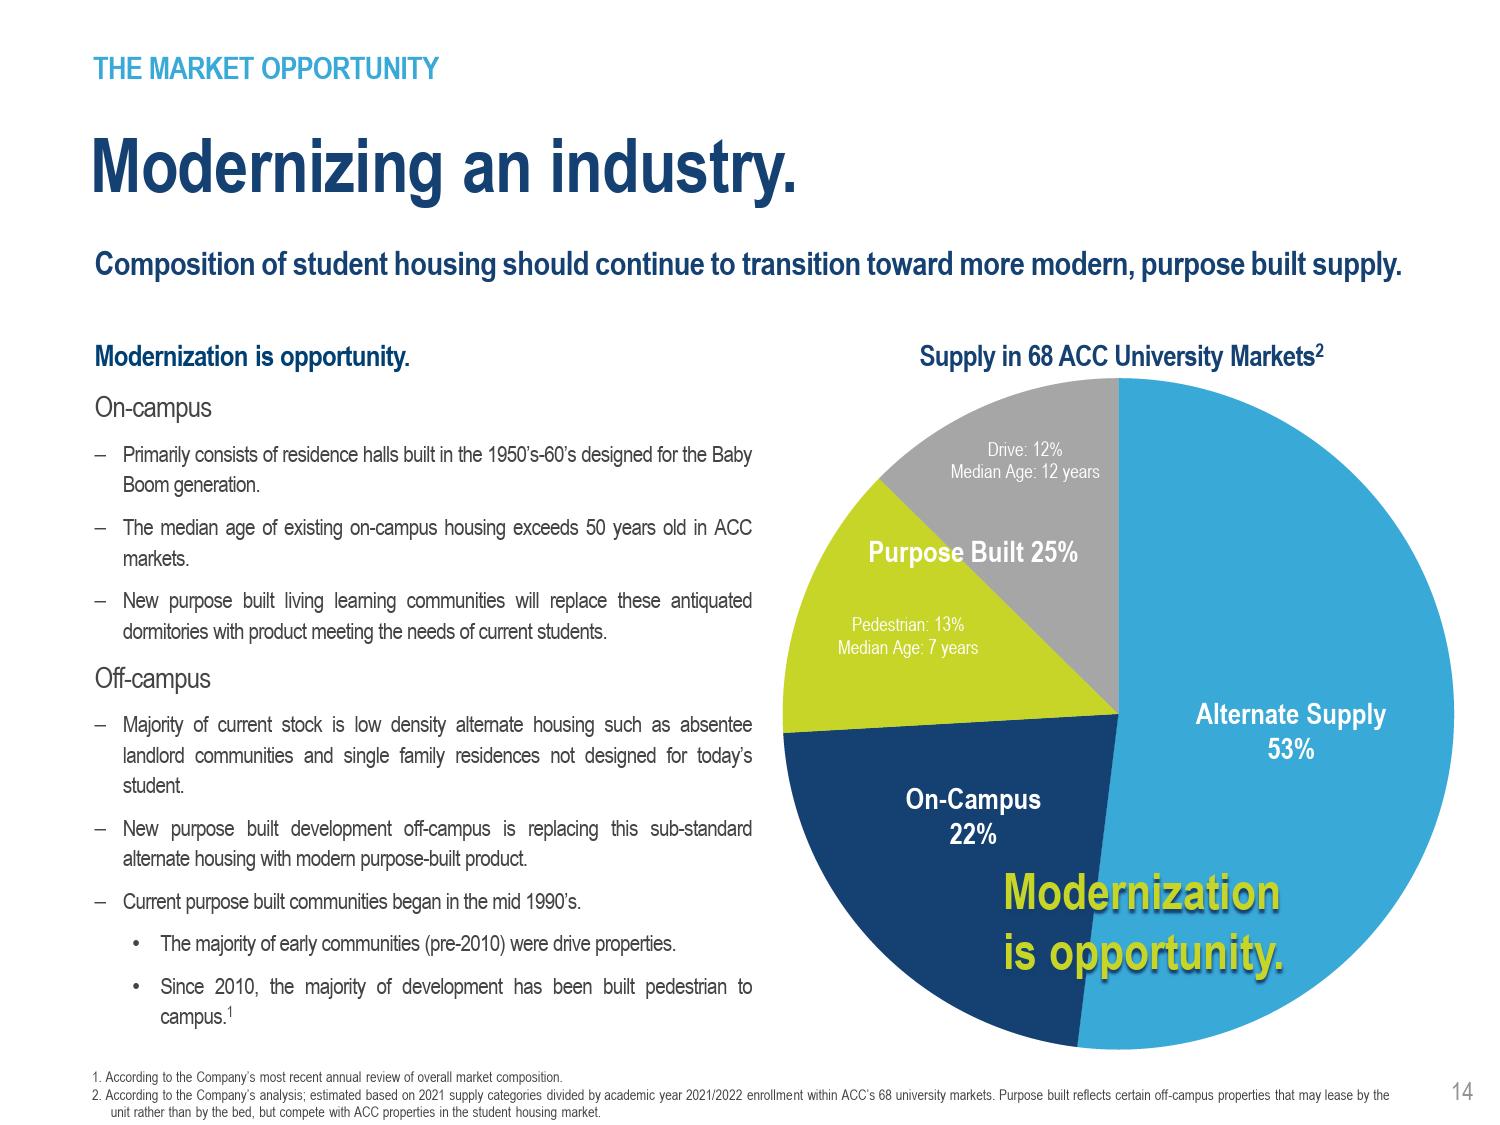 THE MARKET OPPORTUNITY
Modernizing an industry.
Composition of student housing should continue to transition toward more modern, purpose built supply.
Modernization is opportunity.
On-campus
– Primarily consists of residence halls built in the 1950’s-60’s designed for the Baby
Boom generation.
– The median age of existing on-campus housing exceeds 50 years old in ACC
markets.
– New purpose built living learning communities will replace these antiquated
dormitories with product meeting the needs of current students.
Off-campus
– Majority of current stock is low density alternate housing such as absentee
landlord communities and single family residences not designed for today’s
student.
– New purpose built development off-campus is replacing this sub-standard
alternate housing with modern purpose-built product.
– Current purpose built communities began in the mid 1990’s.
• The majority of early communities (pre-2010) were drive properties.
• Since 2010, the majority of development has been built pedestrian to
campus.1
Supply in 68 ACC University Markets2
Drive: 12%
Median Age: 12 years
Purpose Built 25%
Pedestrian: 13%
Median Age: 7 years
Alternate Supply
53%
On-Campus
22%
Modernization
is opportunity.
1. According to the Company’s most recent annual review of overall market composition.
2. According to the Company’s analysis; estimated based on 2021 supply categories divided by academic year 2021/2022 enrollment within ACC’s 68 university markets. Purpose built reflects certain off-campus properties that may lease by the
unit rather than by the bed, but compete with ACC properties in the student housing market.
14